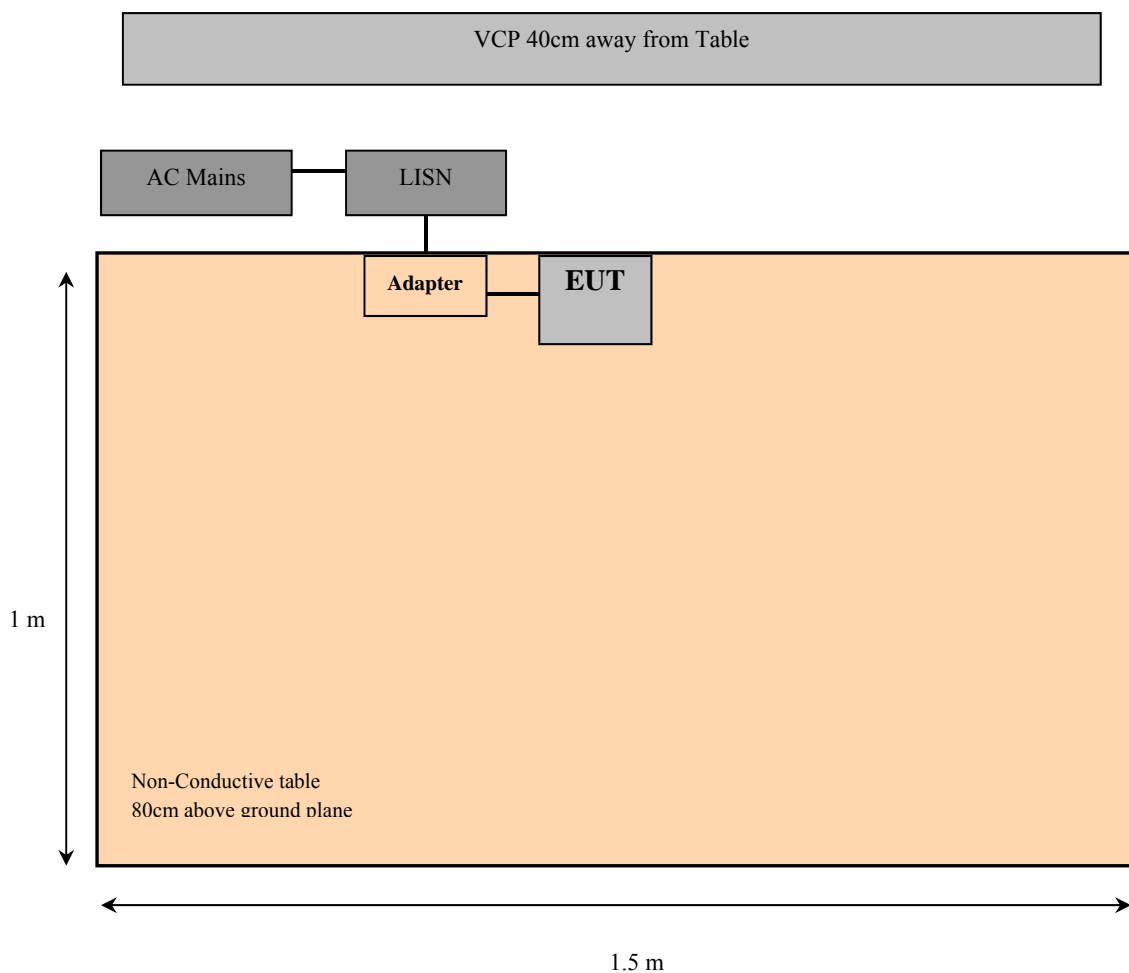 VCP 40cm away from Table
AC Mains
LISN
Adapter
EUT
1 m
Non-Conductive table
80cm above ground plane
1.5 m